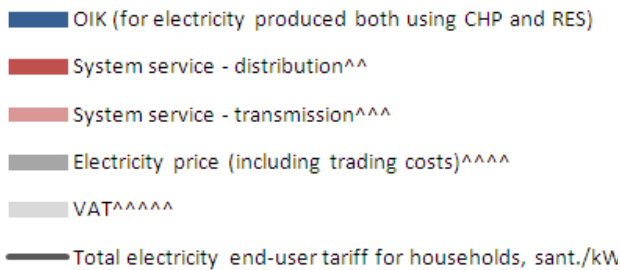 OIK (for electricity produced both using CHP and RES)
System service - distribution^^
System service - transmission^^^
Electricity price (including trading costs)^^^^
VAT^^^^^
Total electricity end-user tariff for households, sant./kW